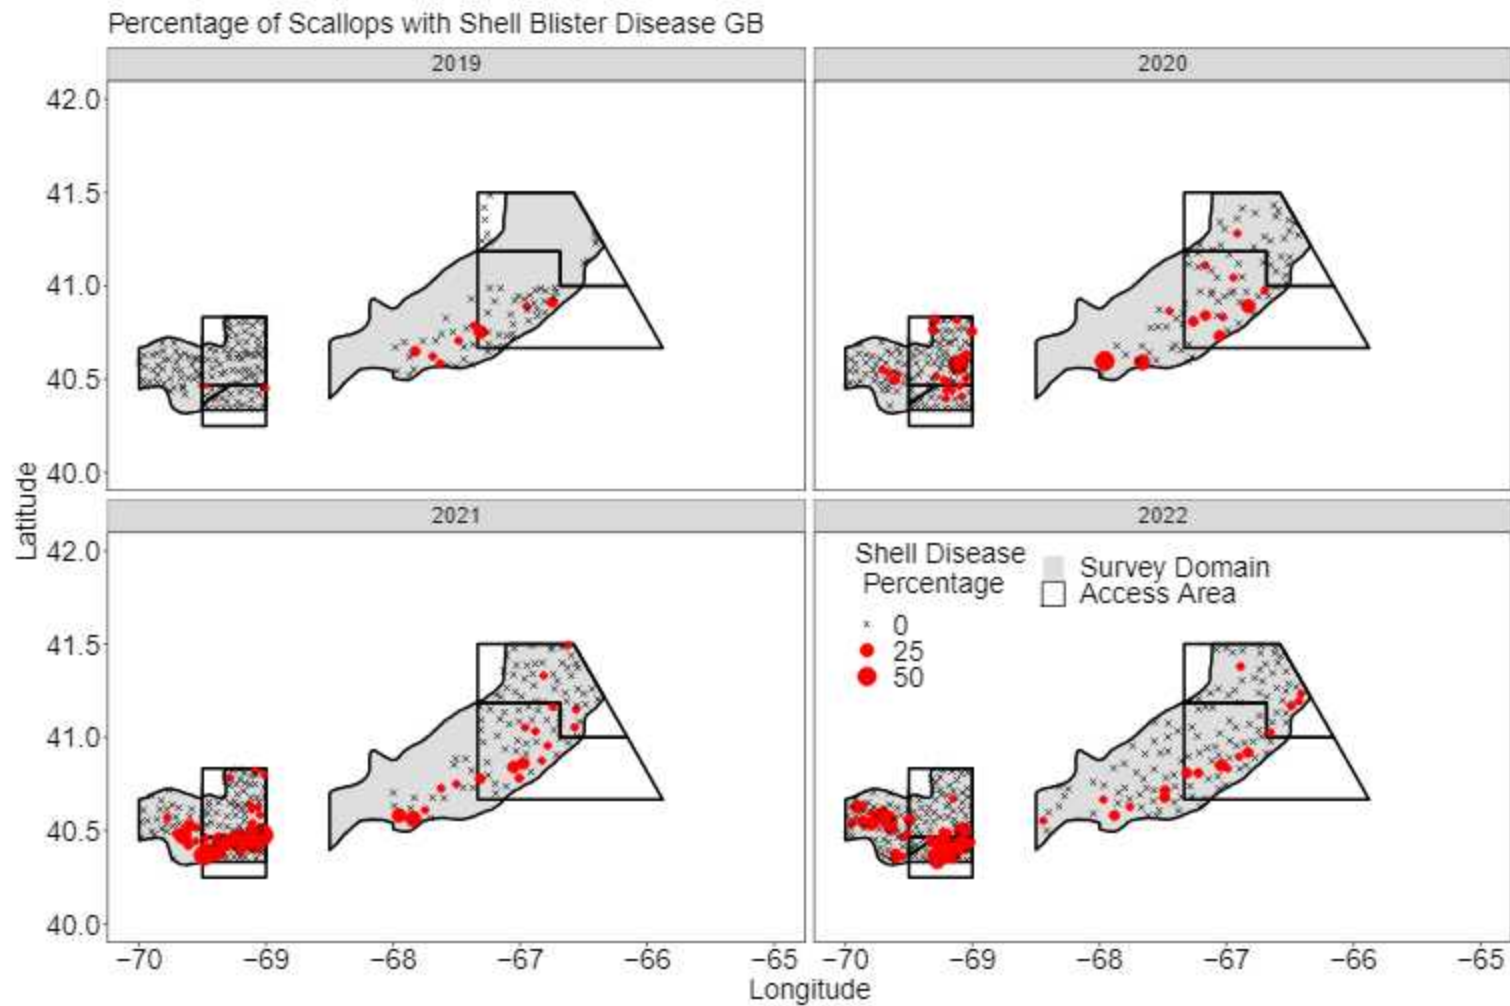 Percentage of Scallops with Shell Blister Disease GB
2019
2020
42.0
41.5
41.0
40.5
40.0
2021
2022
42.0
41.5
41.0
40.5
40.0
Shell Disease
Percentage
0
25
50
Survey Domain
Access Area
Latitude
−70 −69 −68 −67 −66 −65
−70 −69 −68 −67 −66 −65
Longitude